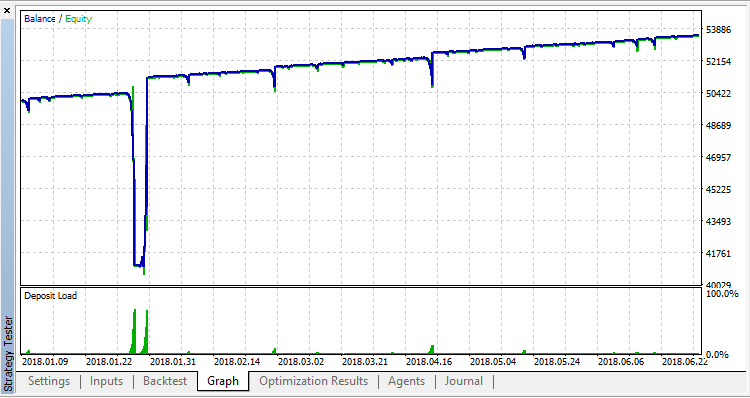 Balance / Equity
53886
52154
50422
48689
46957
45225
43493
41761
40029
Deposit Load
100.0%
0.0%
2018.01.09 2018.01.22 2018.01.31 2018.02.14 2018.03.02 2018.03.21 2018.04.16 2018.05.04 2018.05.24 2018.06.06 2018.06.22
Strategy Tester
Settings Inputs Backtest Graph Optimization Results Agents Journal